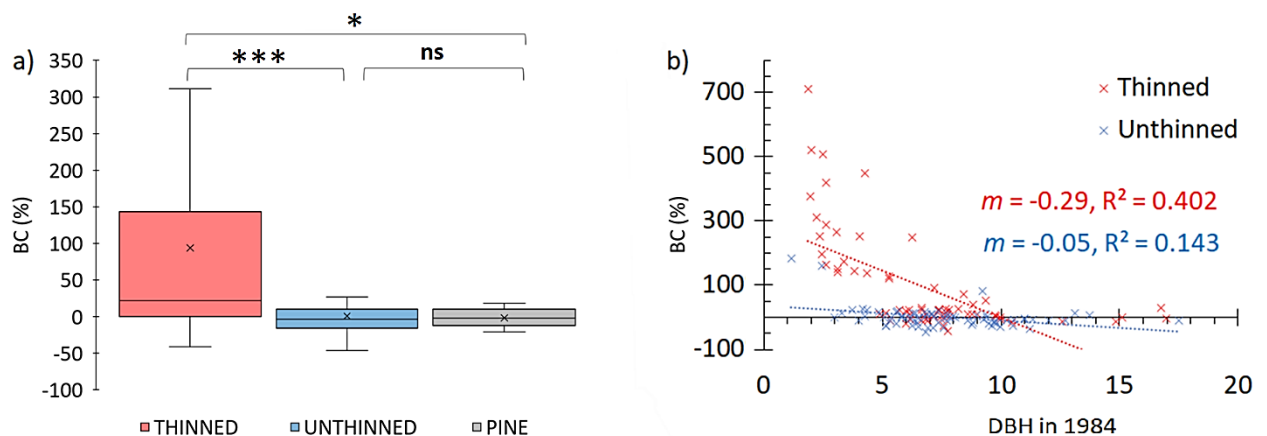 a)
*
***
ns
350
300
250
200
150
100
50
0
-50
-100
BC (%)
THINNED
UNTHINNED
PINE
b)
700
500
300
100
-100
BC (%)
Thinned
Unthinned
m = -0.29, R² = 0.402
m = -0.05, R² = 0.143
0 5 10 15 20
DBH in 1984